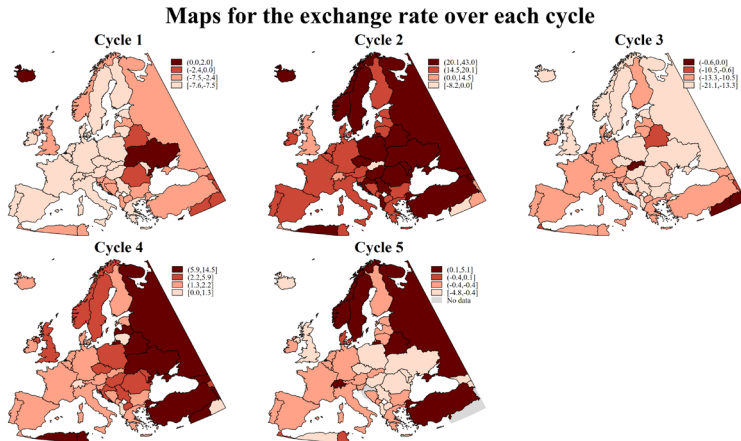 Maps for the exchange rate over each cycle
Cycle 1
(0.0,2.0]
(-2.4,0.0]
(-7.5,-2.4]
[-7.6,-7.5]
Cycle 2
(20.1,43.0]
(14.5,20.1]
(0.0,14.5]
[-8.2,0.0]
Cycle 3
(-0.6,0.0]
(-10.5,-0.6]
(-13.3,-10.5]
[-21.1,-13.3]
Cycle 4
(5.9,14.5]
(2.2,5.9]
(1.3,2.2]
[0.0,1.3]
Cycle 5
(0.1,5.1]
(-0.4,0.1]
(-0.4,-0.4]
[-4.8,-0.4]
No data